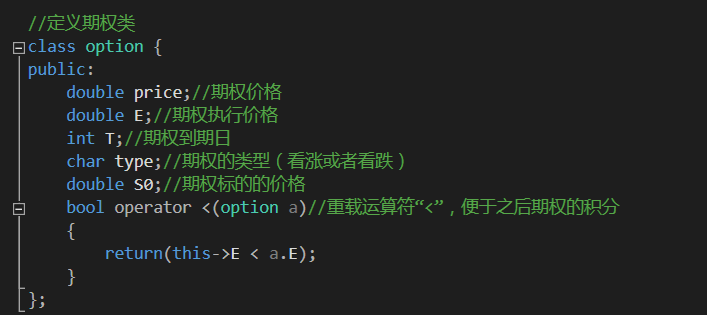 //定义期权类
class option {
public:
    double price;//期权价格
    double E;//期权执行价格
    int T;//期权到期日
    char type;//期权的类型（看涨或者看跌）
    double S0;//期权标的的价格
    bool operator <(option a)//重载运算符“<”，便于之后期权的积分
    {
        return(this->E < a.E);
    }
};